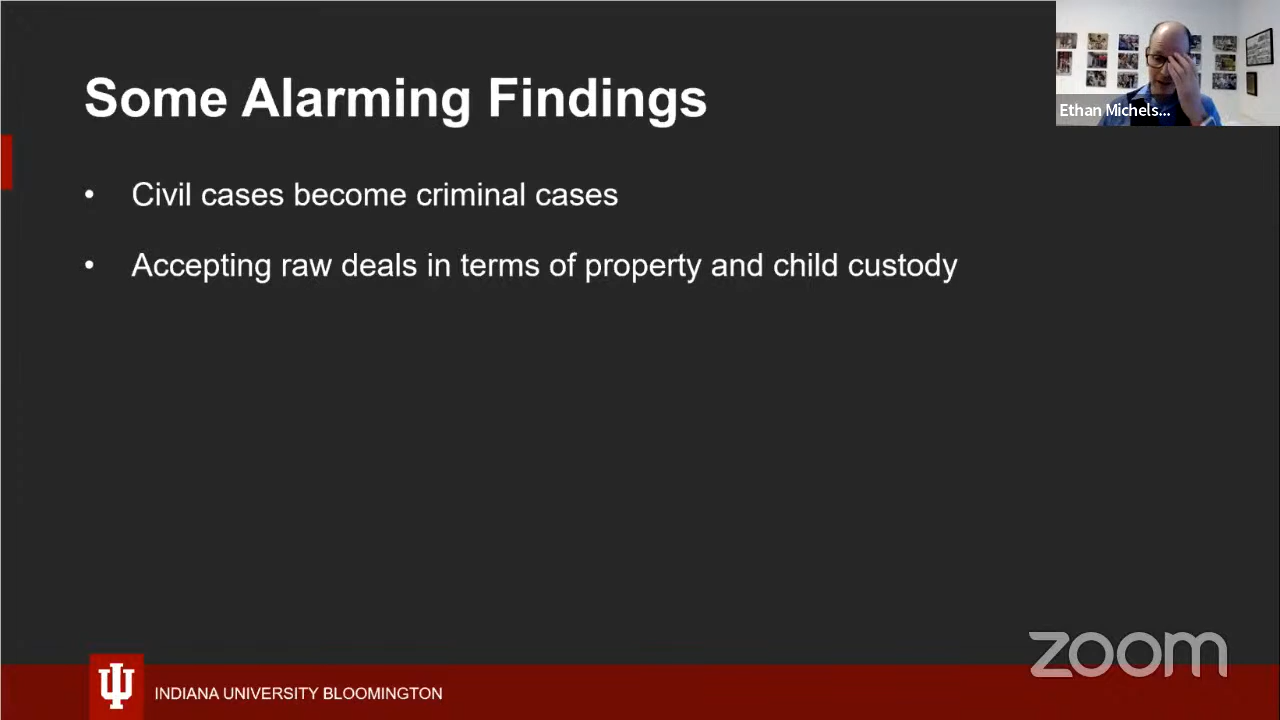 Some Alarming Findings
Ethan Michels...
• Civil cases become criminal cases
• Accepting raw deals in terms of property and child custody
zoom
INDIANA UNIVERSITY BLOOMINGTON